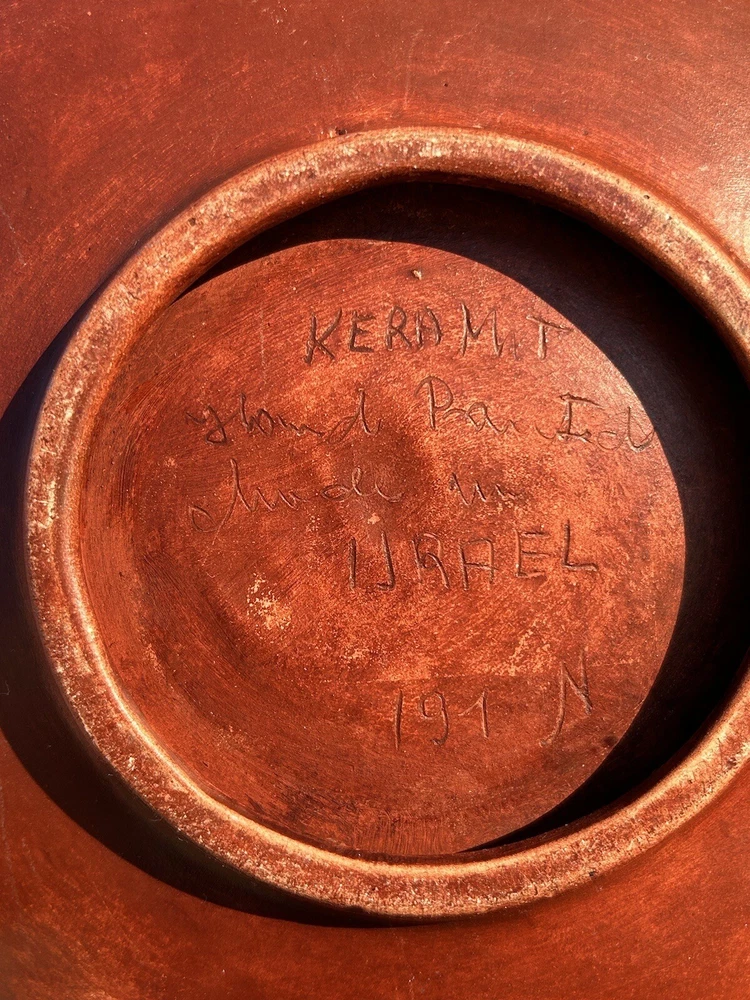 KERAMIT
Hand Painted
Made in
ISRAEL
191 N